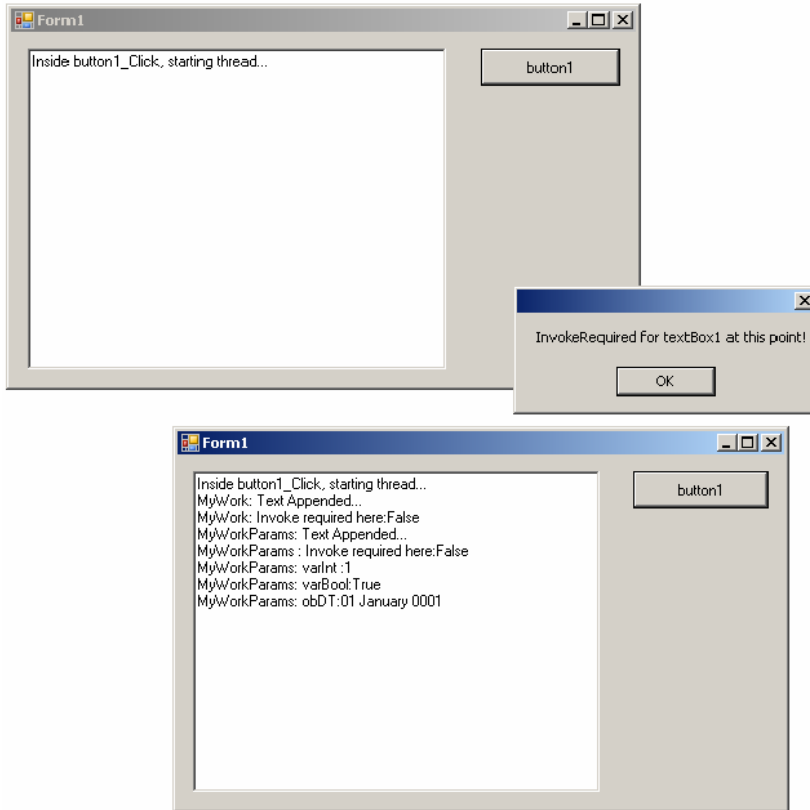 Form1
Inside button1_Click, starting thread...
button1
InvokeRequired for textBox1 at this point!
OK
Form1
Inside button1_Click, starting thread...
button1
MyWork: Text Appended...
MyWork: Invoke required here:False
MyWorkParams: Text Appended...
MyWorkParams : Invoke required here:False
MyWorkParams: varInt :1
MyWorkParams: varBool:True
MyWorkParams: obDT:01 January 0001